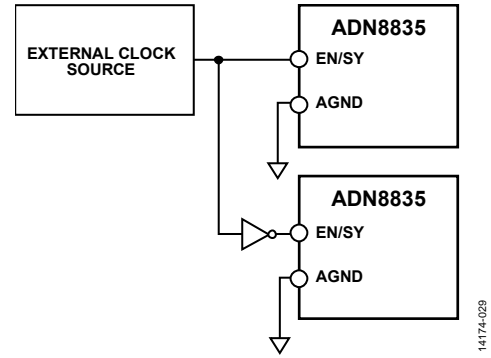 EXTERNAL CLOCK
SOURCE
ADN8835
EN/SY
AGND
ADN8835
EN/SY
AGND
14174-029